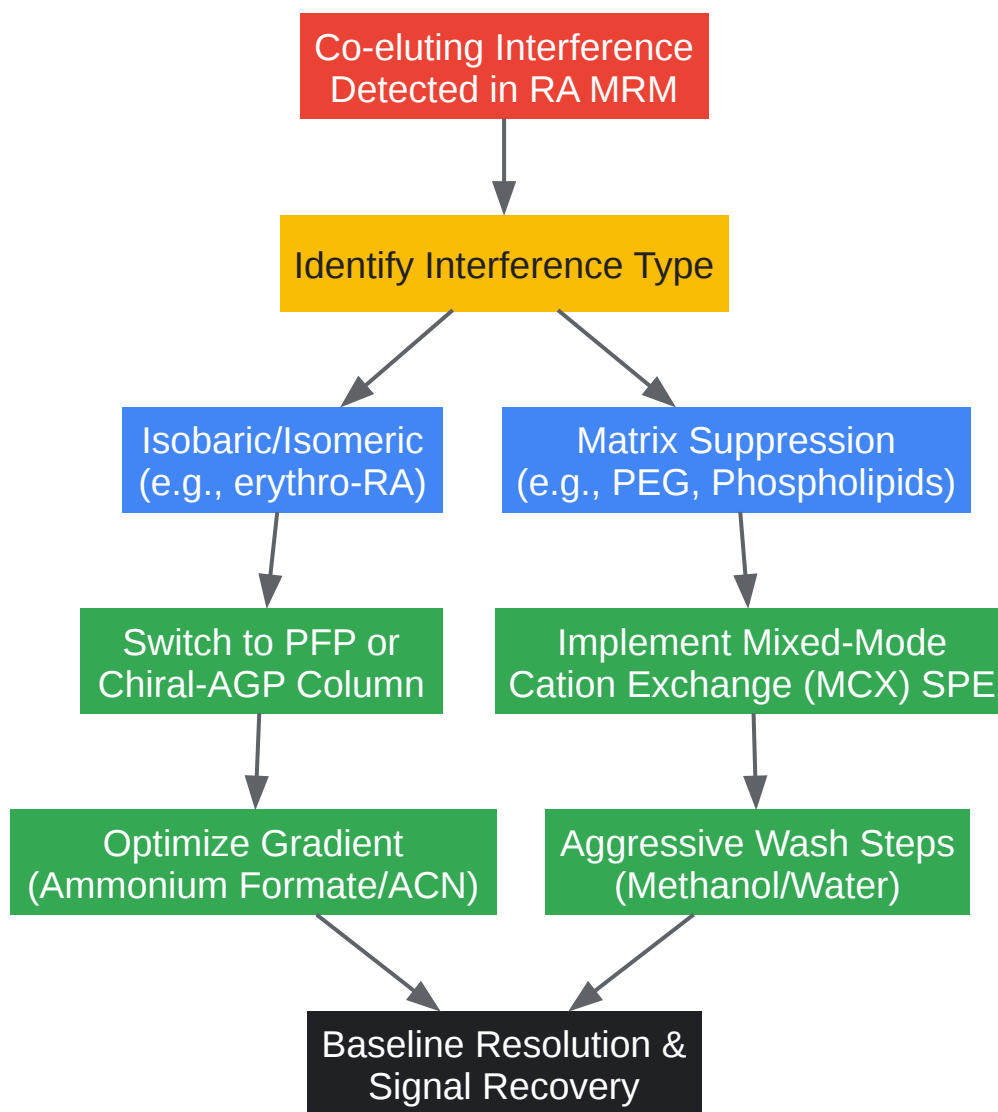 Co-eluting Interference
Detected in RA MRM
Identify Interference Type
Isobaric/Isomeric
(e.g., erythro-RA)
Matrix Suppression
(e.g., PEG, Phospholipids)
Switch to PFP or
Chiral-AGP Column
Implement Mixed-Mode
Cation Exchange (MCX) SPE
Optimize Gradient
(Ammonium Formate/ACN)
Aggressive Wash Steps
(Methanol/Water)
Baseline Resolution &
Signal Recovery